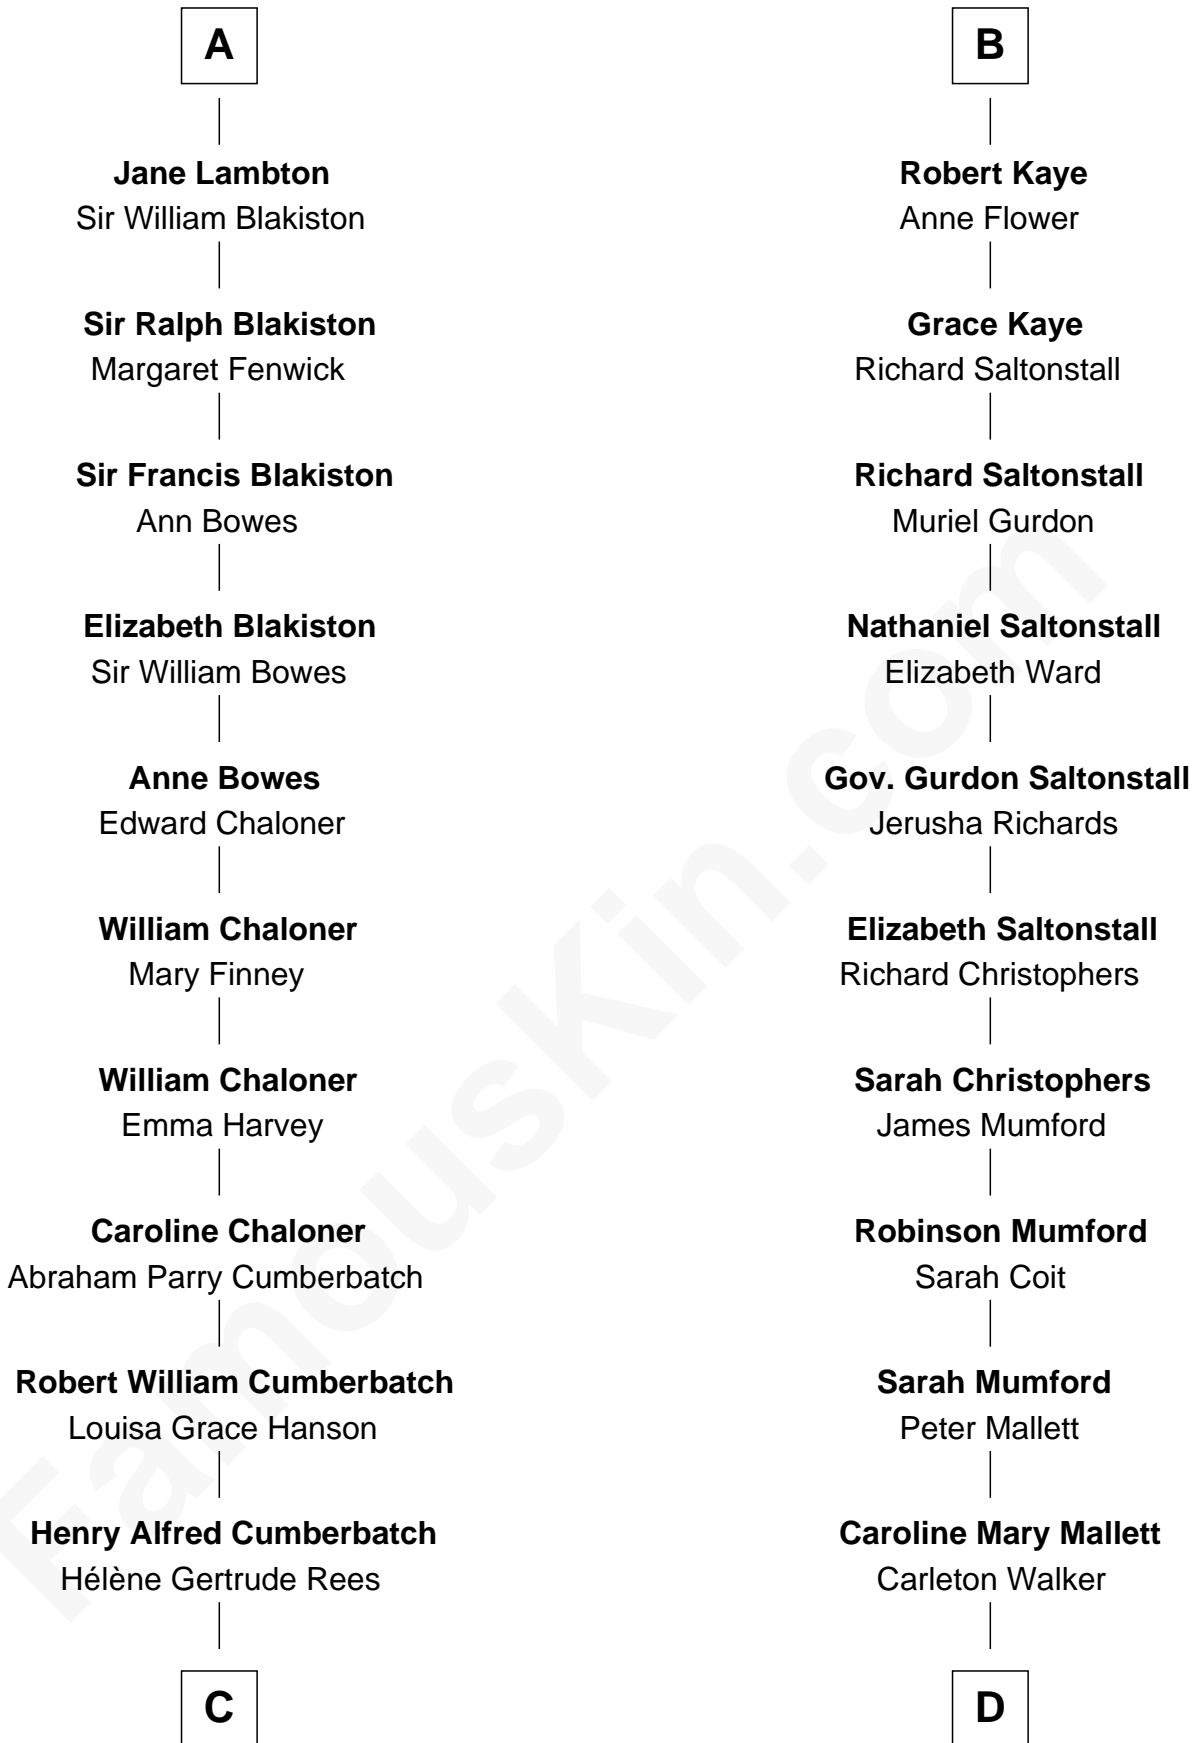 A
Jane Lambton
Sir William Blakiston
Sir Ralph Blakiston
Margaret Fenwick
Sir Francis Blakiston
Ann Bowes
Elizabeth Blakiston
Sir William Bowes
Anne Bowes
Edward Chaloner
William Chaloner
Mary Finney
William Chaloner
Emma Harvey
Caroline Chaloner
Abraham Parry Cumberbatch
Robert William Cumberbatch
Louisa Grace Hanson
Henry Alfred Cumberbatch
Hélène Gertrude Rees
C
B
Robert Kaye
Anne Flower
Grace Kaye
Richard Saltonstall
Richard Saltonstall
Muriel Gurdon
Nathaniel Saltonstall
Elizabeth Ward
Gov. Gurdon Saltonstall
Jerusha Richards
Elizabeth Saltonstall
Richard Christophers
Sarah Christophers
James Mumford
Robinson Mumford
Sarah Coit
Sarah Mumford
Peter Mallett
Caroline Mary Mallett
Carleton Walker
D
FamousKin.com